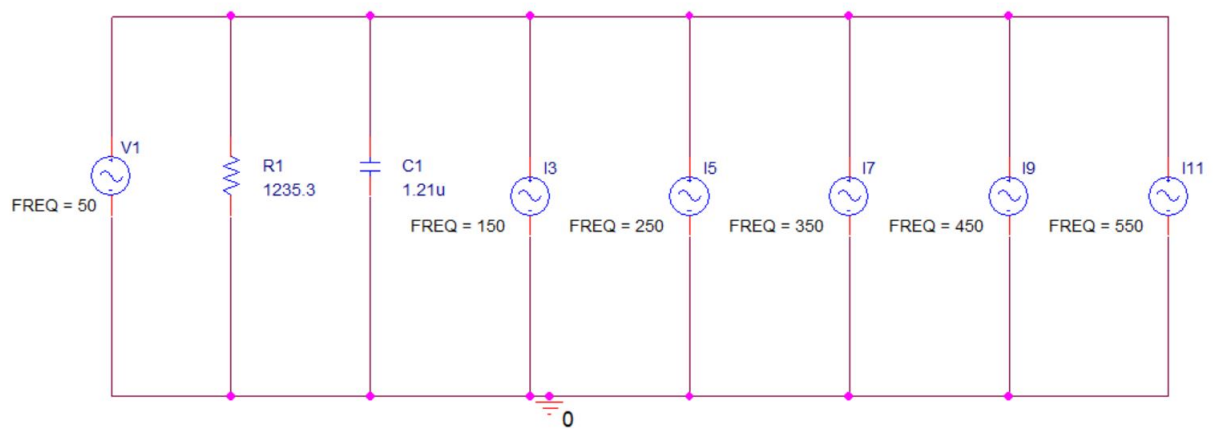 V1
FREQ = 50
R1
1235.3
C1
1.21u
I3
FREQ = 150
I5
FREQ = 250
I7
FREQ = 350
I9
FREQ = 450
I11
FREQ = 550
0